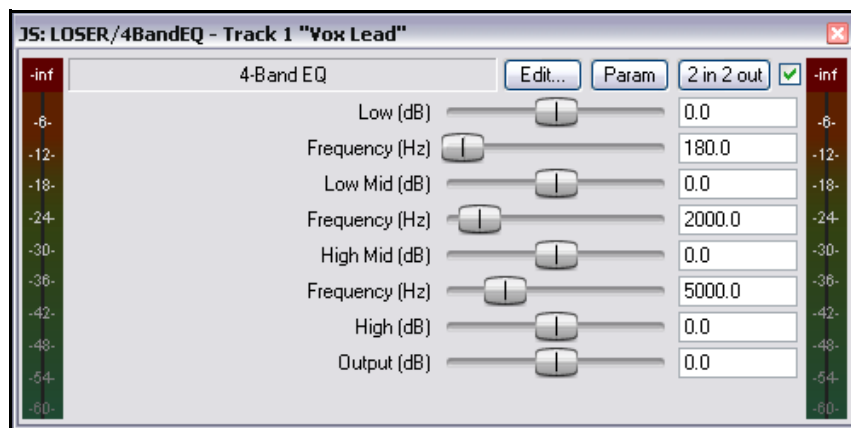 JS: LOSER/4BandEQ - Track 1 "Vox Lead"
-inf 4-Band EQ Edit... Param 2 in 2 out -inf
Low (dB) 0.0
Frequency (Hz) 180.0
Low Mid (dB) 0.0
Frequency (Hz) 2000.0
High Mid (dB) 0.0
Frequency (Hz) 5000.0
High (dB) 0.0
Output (dB) 0.0
-6-
-12-
-18-
-24-
-30-
-36-
-42-
-48-
-54-
-60-
-6-
-12-
-18-
-24-
-30-
-36-
-42-
-48-
-54-
-60-